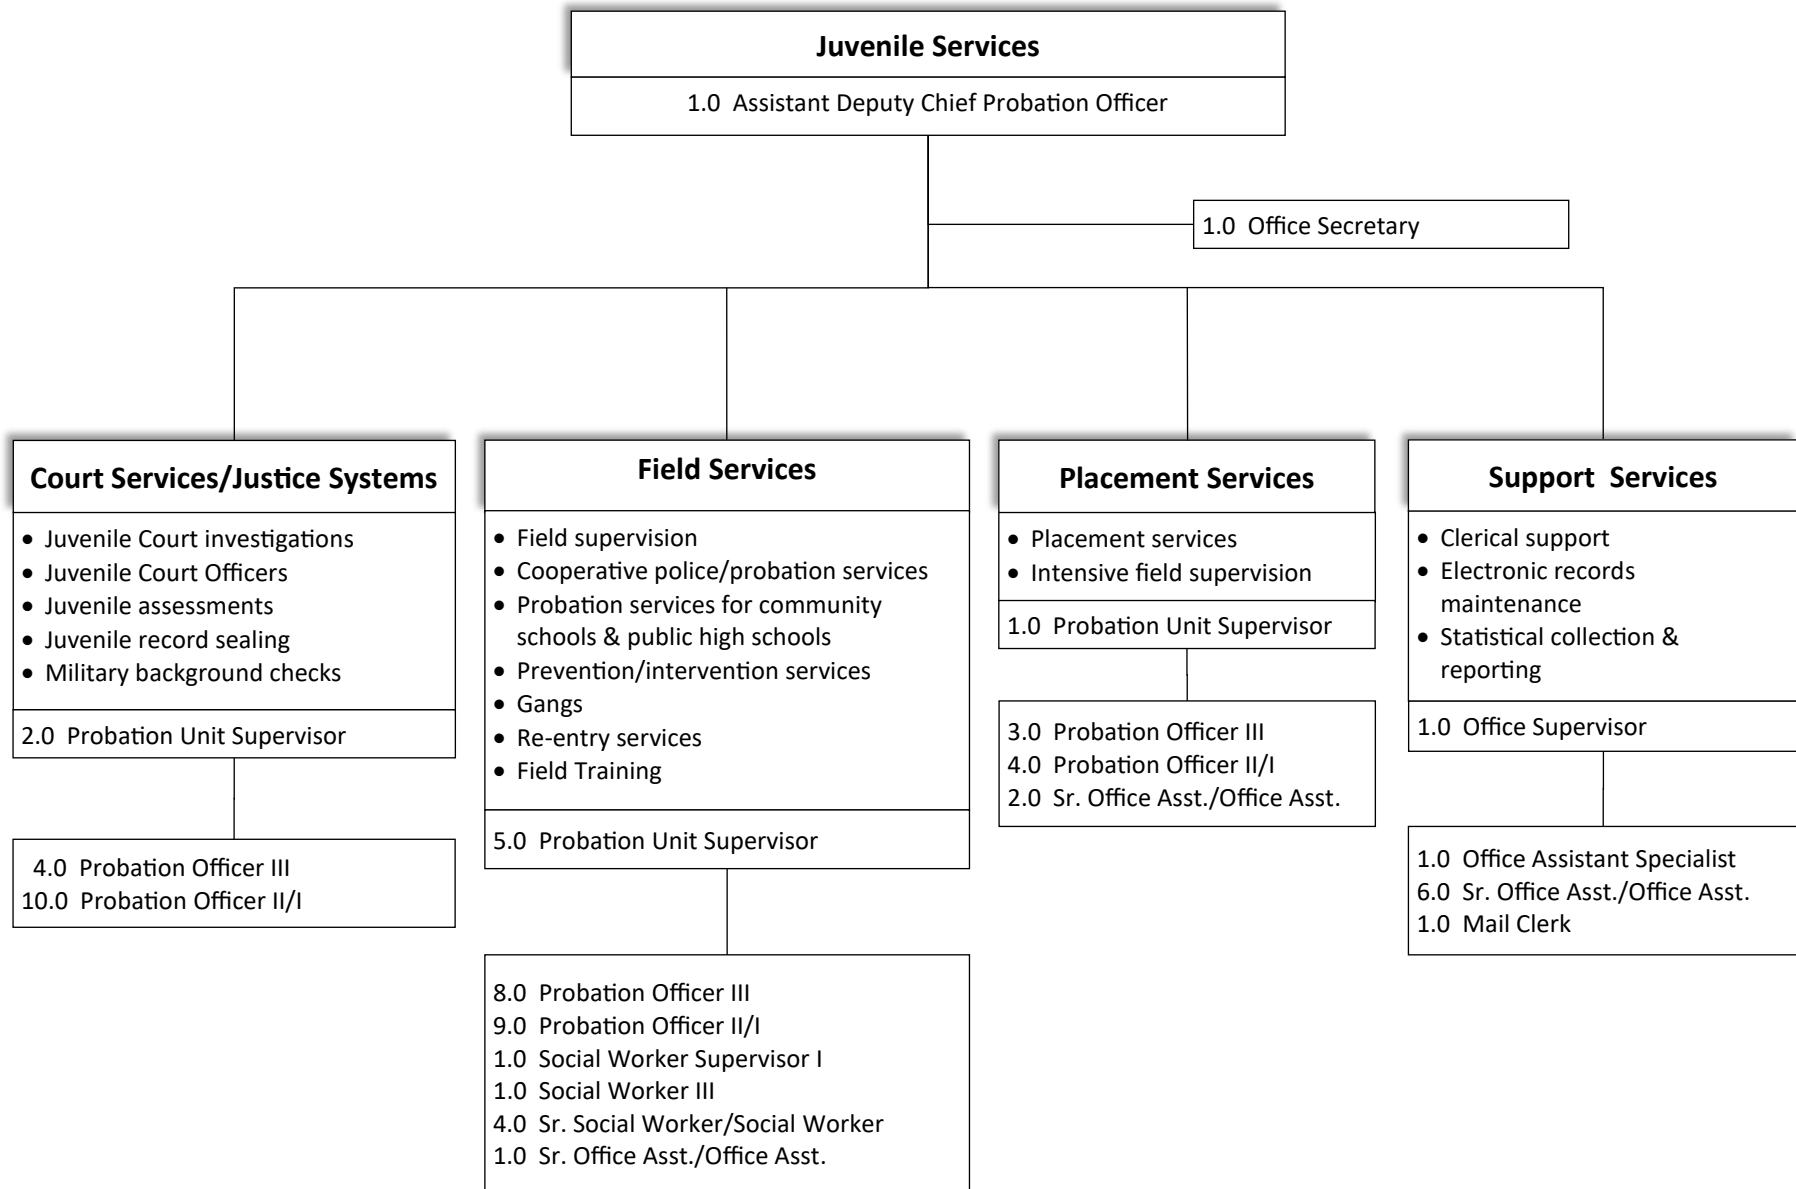 Juvenile Services
1.0 Assistant Deputy Chief Probation Officer
1.0 Office Secretary
Court Services/Justice Systems
• Juvenile Court investigations
• Juvenile Court Officers
• Juvenile assessments
• Juvenile record sealing
• Military background checks
2.0 Probation Unit Supervisor
4.0 Probation Officer III
10.0 Probation Officer II/I
Field Services
• Field supervision
• Cooperative police/probation services
• Probation services for community
schools & public high schools
• Prevention/intervention services
• Gangs
• Re-entry services
• Field Training
5.0 Probation Unit Supervisor
8.0 Probation Officer III
9.0 Probation Officer II/I
1.0 Social Worker Supervisor I
1.0 Social Worker III
4.0 Sr. Social Worker/Social Worker
1.0 Sr. Office Asst./Office Asst.
Placement Services
• Placement services
• Intensive field supervision
1.0 Probation Unit Supervisor
3.0 Probation Officer III
4.0 Probation Officer II/I
2.0 Sr. Office Asst./Office Asst.
Support Services
• Clerical support
• Electronic records
maintenance
• Statistical collection &
reporting
1.0 Office Supervisor
1.0 Office Assistant Specialist
6.0 Sr. Office Asst./Office Asst.
1.0 Mail Clerk